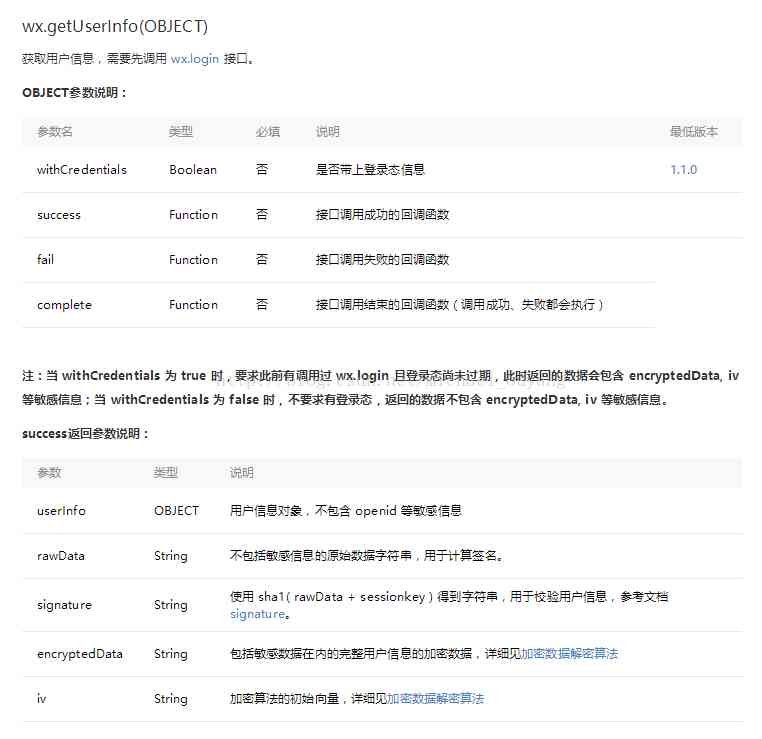 wx.getUserInfo(OBJECT)
获取用户信息，需要先调用 wx.login 接口。
OBJECT参数说明：
参数名 类型 必填 说明 最低版本
withCredentials Boolean 否 是否带上登录态信息 1.1.0
success Function 否 接口调用成功的回调函数
fail Function 否 接口调用失败的回调函数
complete Function 否 接口调用结束的回调函数（调用成功、失败都会执行）
注：当 withCredentials 为 true 时，要求此前有调用过 wx.login 且登录态尚未过期，此时返回的数据会包含 encryptedData, iv
等敏感信息；当 withCredentials 为 false 时，不要求有登录态，返回的数据不包含 encryptedData, iv 等敏感信息。
success返回参数说明：
参数 类型 说明
userInfo OBJECT 用户信息对象，不包含 openid 等敏感信息
rawData String 不包括敏感信息的原始数据字符串，用于计算签名。
signature String 使用 sha1( rawData + sessionkey ) 得到字符串，用于校验用户信息，参考文档
signature。
encryptedData String 包括敏感数据在内的完整用户信息的加密数据，详细见加密数据解密算法
iv String 加密算法的初始向量，详细见加密数据解密算法